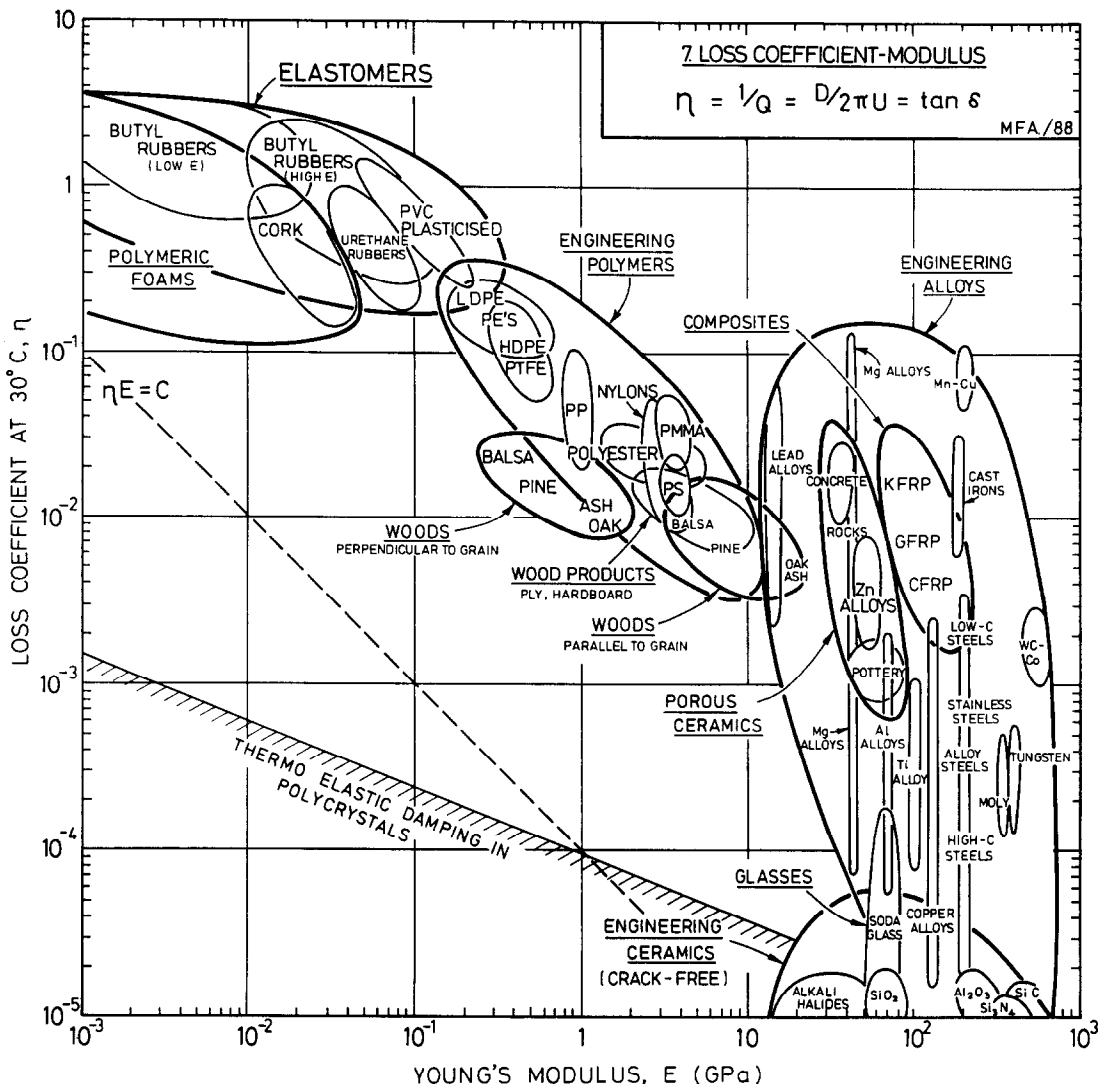 7. LOSS COEFFICIENT-MODULUS
η = 1/Q = D/2πU = tan δ
M.F.A./88
LOSS COEFFICIENT AT 30°C, η
10
1
10⁻¹
10⁻²
10⁻³
10⁻⁴
10⁻⁵
ELASTOMERS
BUTYL
RUBBERS
(LOW E)
BUTYL
RUBBERS
(HIGH E)
CORK
PVC
PLASTICISED
URETHANE
RUBBERS
POLYMERIC
FOAMS
ENGINEERING
POLYMERS
ENGINEERING
ALLOYS
COMPOSITES
LDPE
PE'S
HDPE
PTFE
ηE = C
Mg ALLOYS
Mn-Cu
NYLONS
PP
PMMA
POLYESTER
PS
BALSA
PINE
ASH
OAK
BALSA
PINE
OAK
ASH
LEAD
ALLOYS
CONCRETE
KFRP
CAST
IRONS
ROCKS
GFRP
CFRP
WOODS
PERPENDICULAR TO GRAIN
WOOD PRODUCTS
PLY, HARDBOARD
WOODS
PARALLEL TO GRAIN
Zn
ALLOYS
LOW-C
STEELS
WC-
Co
POTTERY
POROUS
CERAMICS
STAINLESS
STEELS
Mg
ALLOYS
Al
ALLOYS
Ti
ALLOY
ALLOY
STEELS
TUNGSTEN
MOLY
THERMO ELASTIC DAMPING IN
POLYCRYSTALS
HIGH-C
STEELS
GLASSES
SODA
GLASS
COPPER
ALLOYS
ENGINEERING
CERAMICS
(CRACK-FREE)
ALKALI
HALIDES
SiO₂
Al₂O₃
SiC
Si₃N₄
10⁻³
10⁻²
10⁻¹
1
10
10²
10³
YOUNG'S MODULUS, E (GPa)